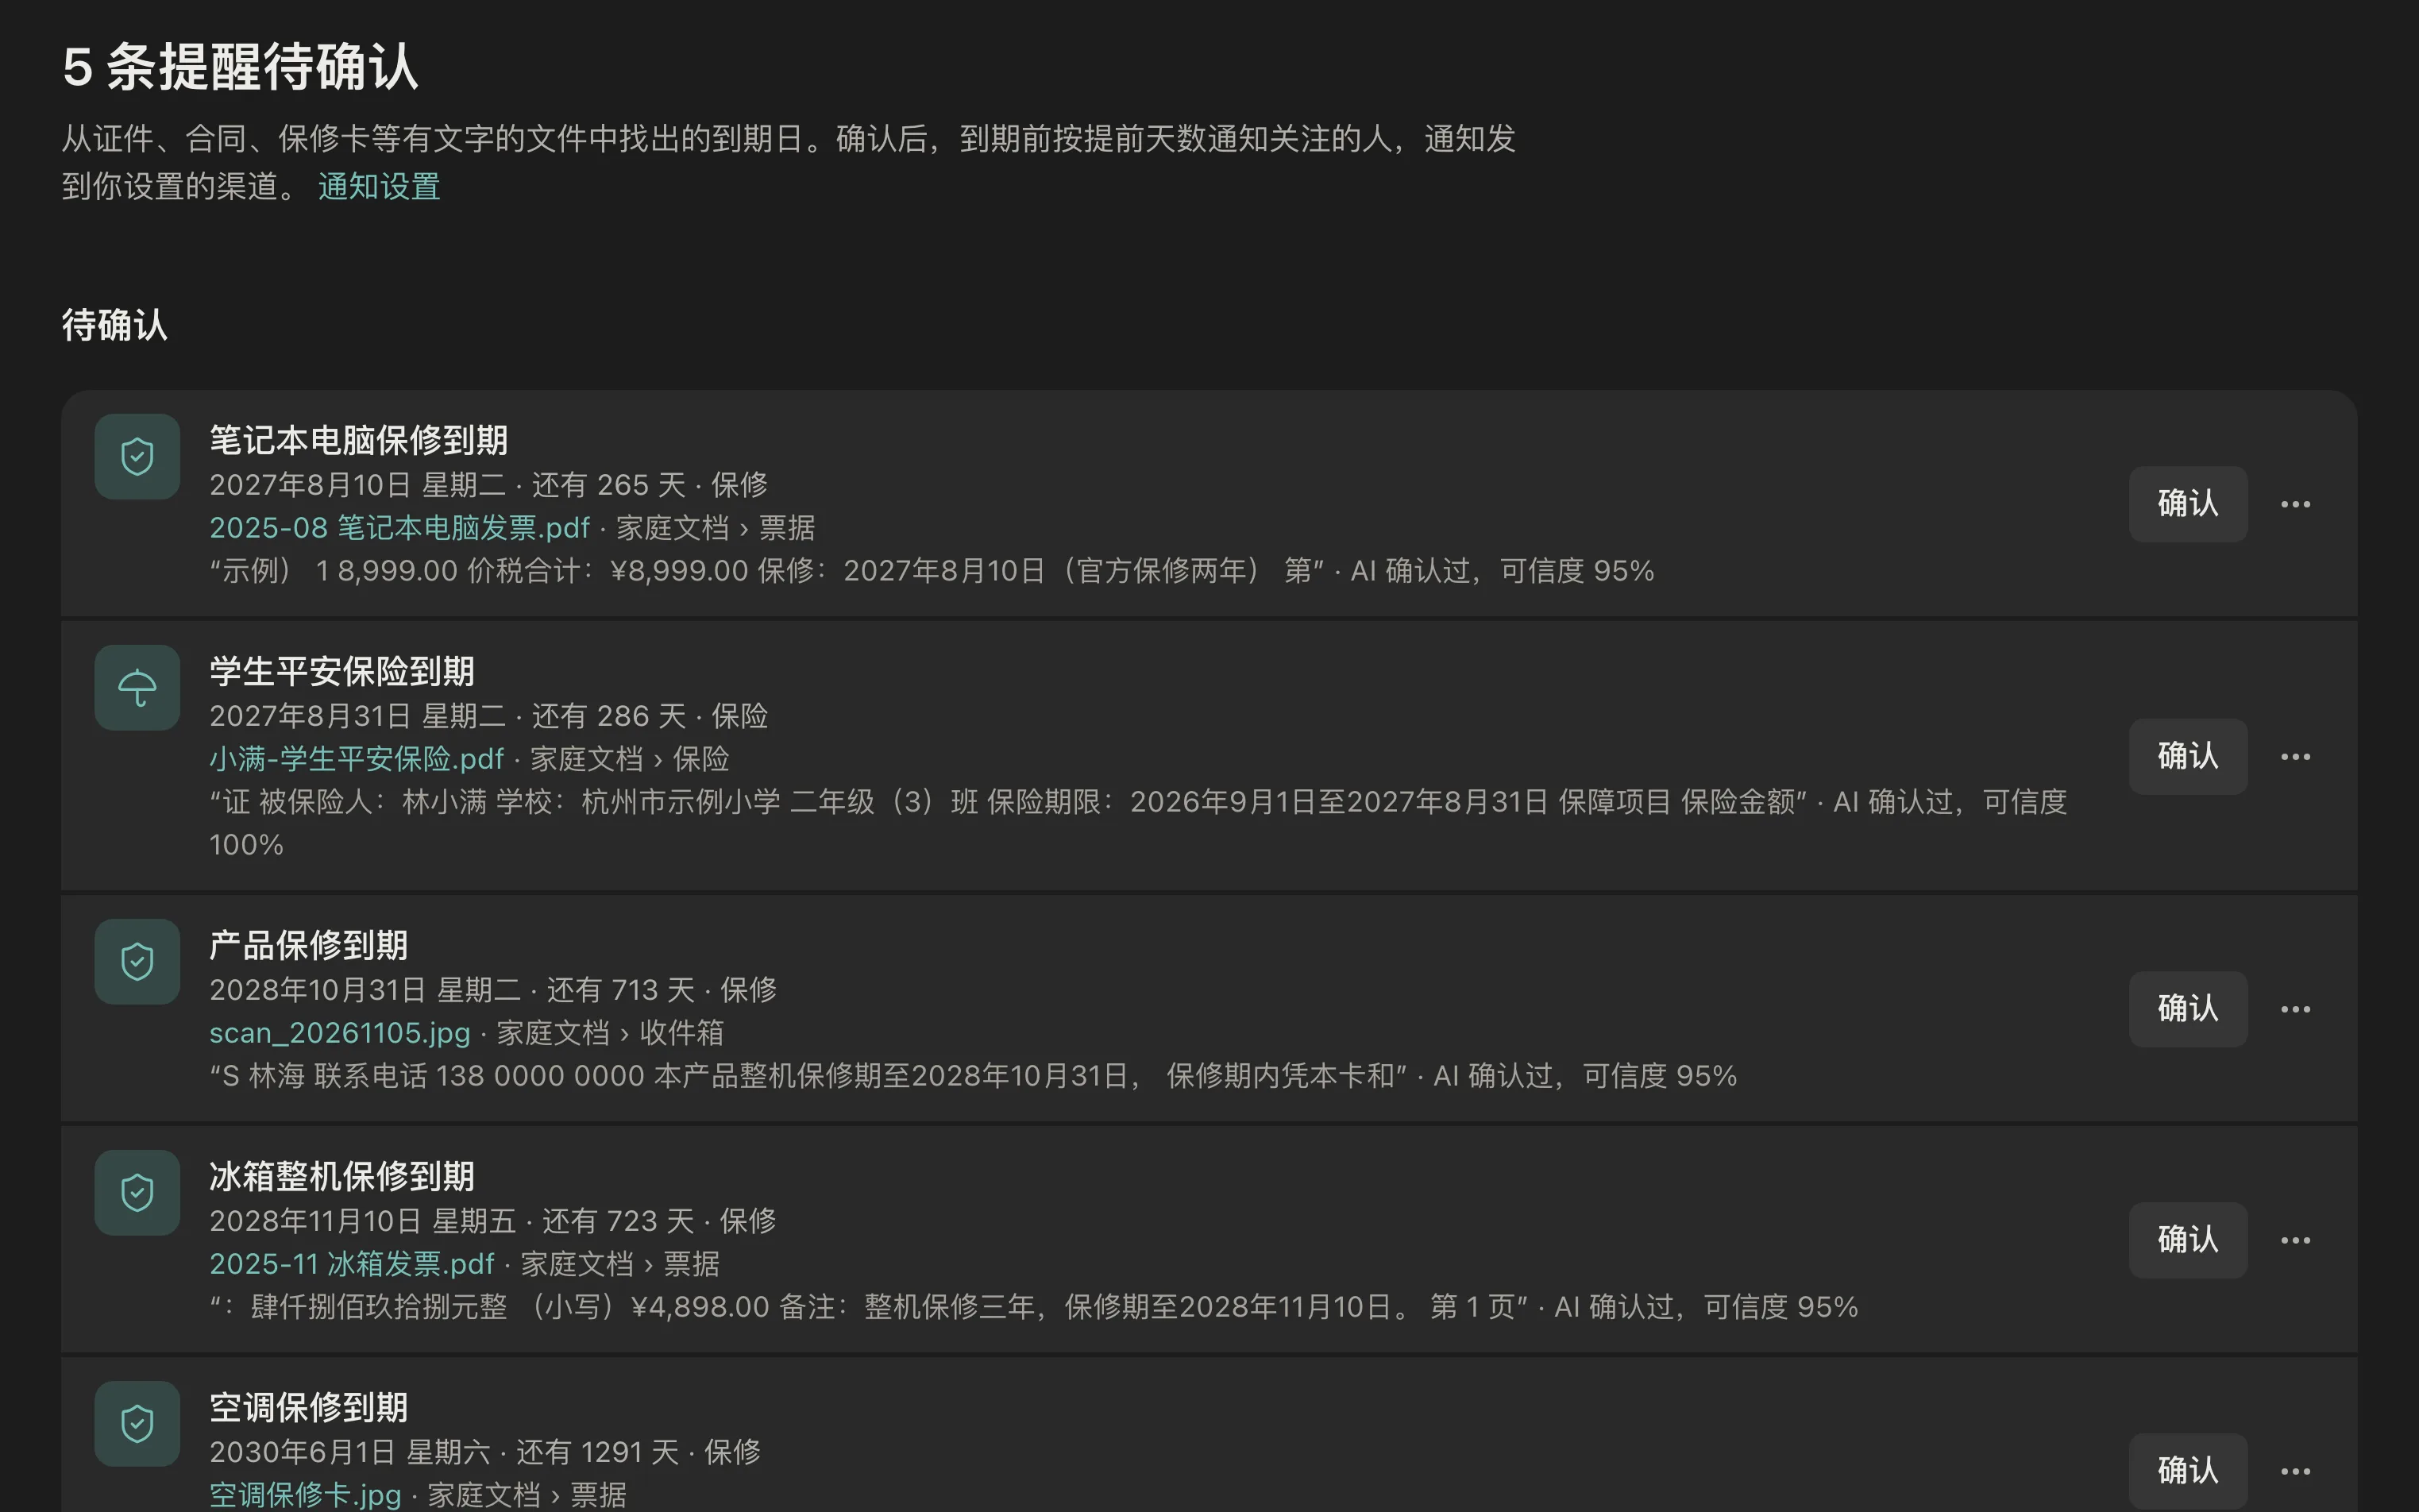 5 条提醒待确认
从证件、合同、保修卡等有文字的文件中找出的到期日。确认后，到期前按提前天数通知关注的人，通知发
到你设置的渠道。 通知设置
待确认
笔记本电脑保修到期
2027年8月10日 星期二 · 还有 265 天 · 保修
2025-08 笔记本电脑发票.pdf · 家庭文档 › 票据
“示例） 1 8,999.00 价税合计：¥8,999.00 保修：2027年8月10日（官方保修两年） 第” · AI 确认过，可信度 95%
确认
学生平安保险到期
2027年8月31日 星期二 · 还有 286 天 · 保险
小满-学生平安保险.pdf · 家庭文档 › 保险
“证 被保险人：林小满 学校：杭州市示例小学 二年级（3）班 保险期限：2026年9月1日至2027年8月31日 保障项目 保险金额” · AI 确认过，可信度
100%
确认
产品保修到期
2028年10月31日 星期二 · 还有 713 天 · 保修
scan_20261105.jpg · 家庭文档 › 收件箱
“S 林海 联系电话 138 0000 0000 本产品整机保修期至2028年10月31日， 保修期内凭本卡和” · AI 确认过，可信度 95%
确认
冰箱整机保修到期
2028年11月10日 星期五 · 还有 723 天 · 保修
2025-11 冰箱发票.pdf · 家庭文档 › 票据
“：肆仟捌佰玖拾捌元整 （小写）¥4,898.00 备注：整机保修三年，保修期至2028年11月10日。 第 1 页” · AI 确认过，可信度 95%
确认
空调保修到期
2030年6月1日 星期六 · 还有 1291 天 · 保修
空调保修卡.jpg · 家庭文档 › 票据
确认